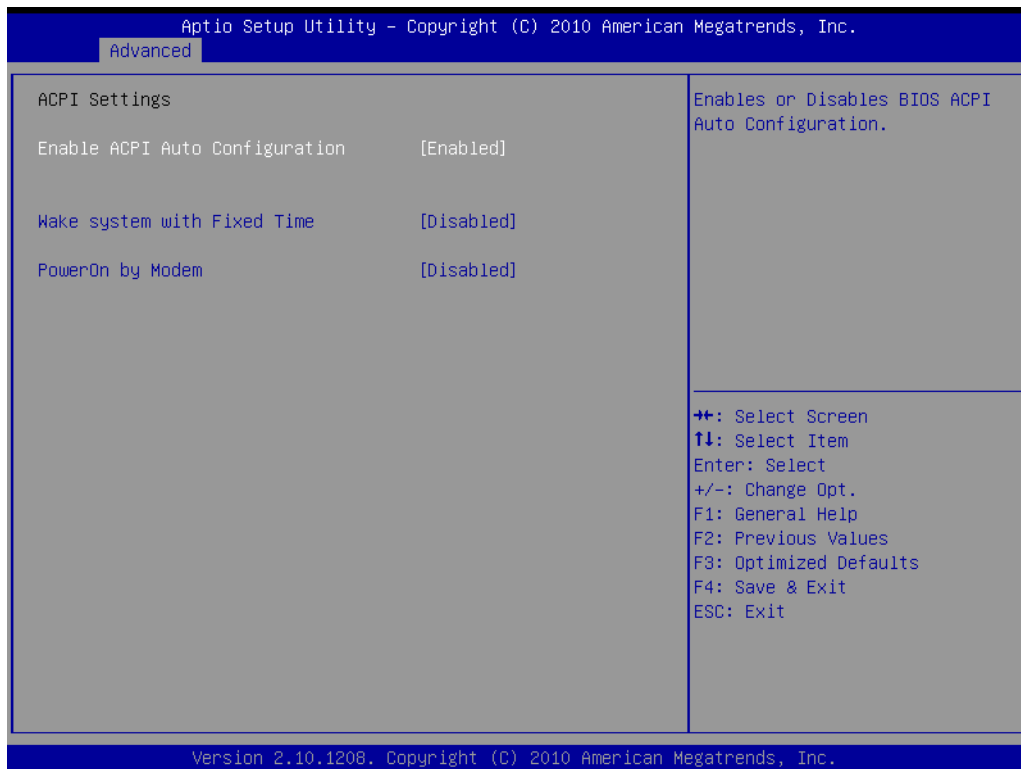 Aptio Setup Utility – Copyright (C) 2010 American Megatrends, Inc.
Advanced
ACPI Settings
Enable ACPI Auto Configuration [Enabled]
Wake system with Fixed Time [Disabled]
PowerOn by Modem [Disabled]
Enables or Disables BIOS ACPI
Auto Configuration.
→←: Select Screen
↑↓: Select Item
Enter: Select
+/-: Change Opt.
F1: General Help
F2: Previous Values
F3: Optimized Defaults
F4: Save & Exit
ESC: Exit
Version 2.10.1208. Copyright (C) 2010 American Megatrends, Inc.